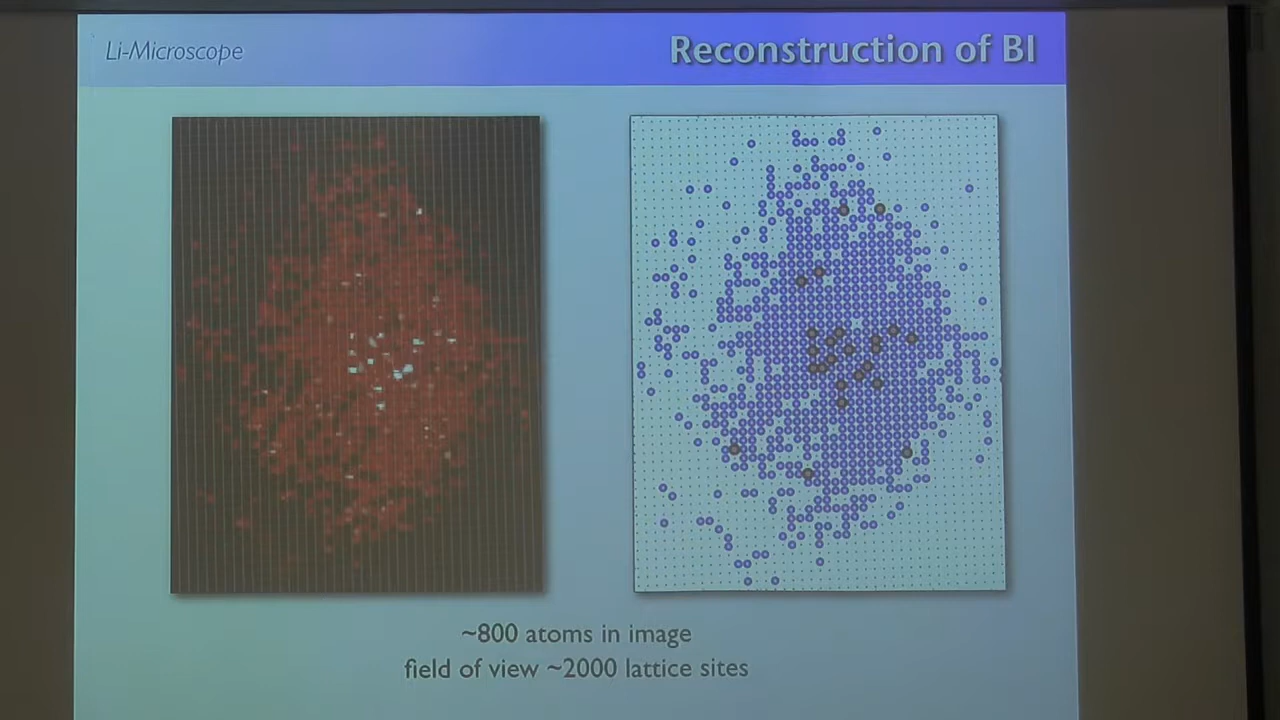 Li-Microscope
Reconstruction of BI
~800 atoms in image
field of view ~2000 lattice sites